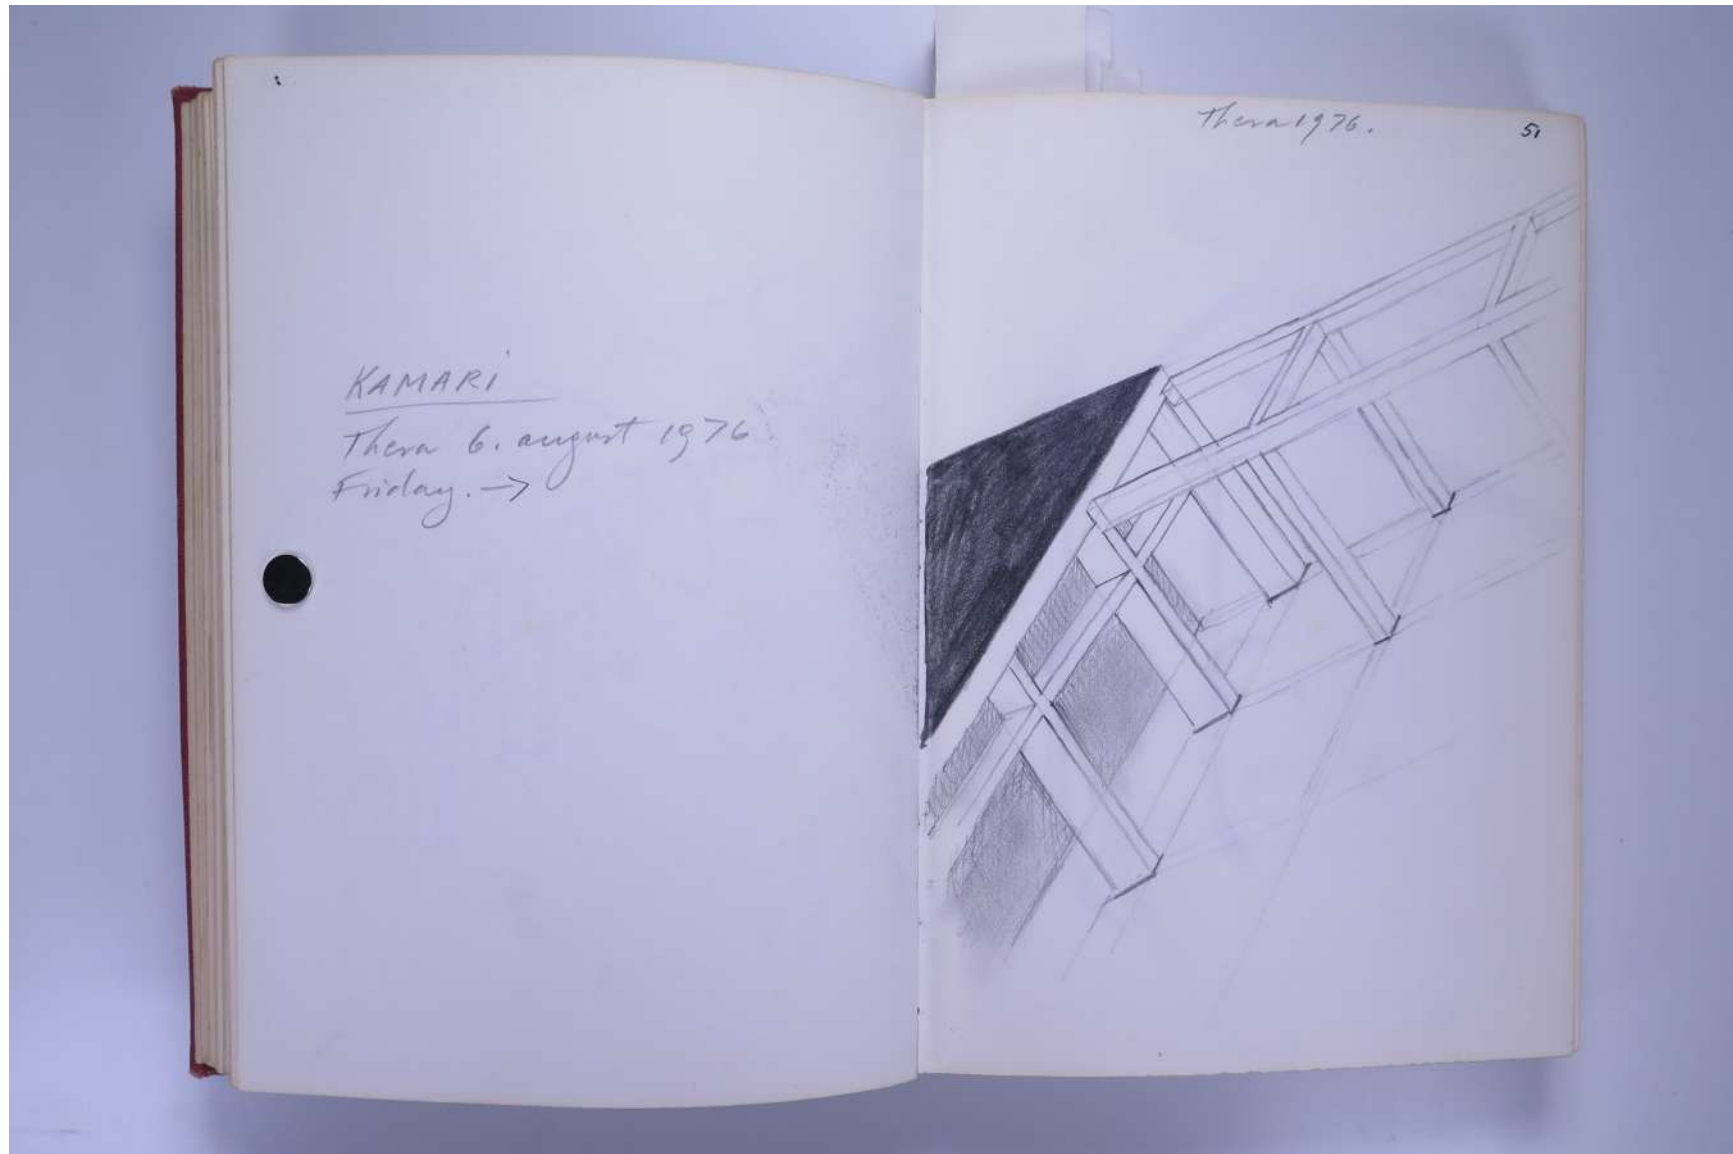 KAMARI
Thera 6. august 1976
Friday. →
Thera 1976.
51